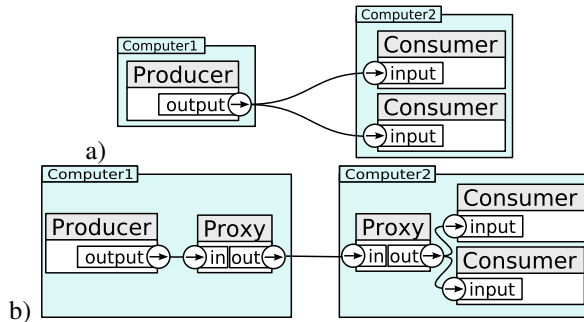 Computer1
Producer
output
Computer2
Consumer
input
Consumer
input
a)
Computer1
Producer
output
Proxy
in out
Computer2
Proxy
in out
Consumer
input
Consumer
input
b)